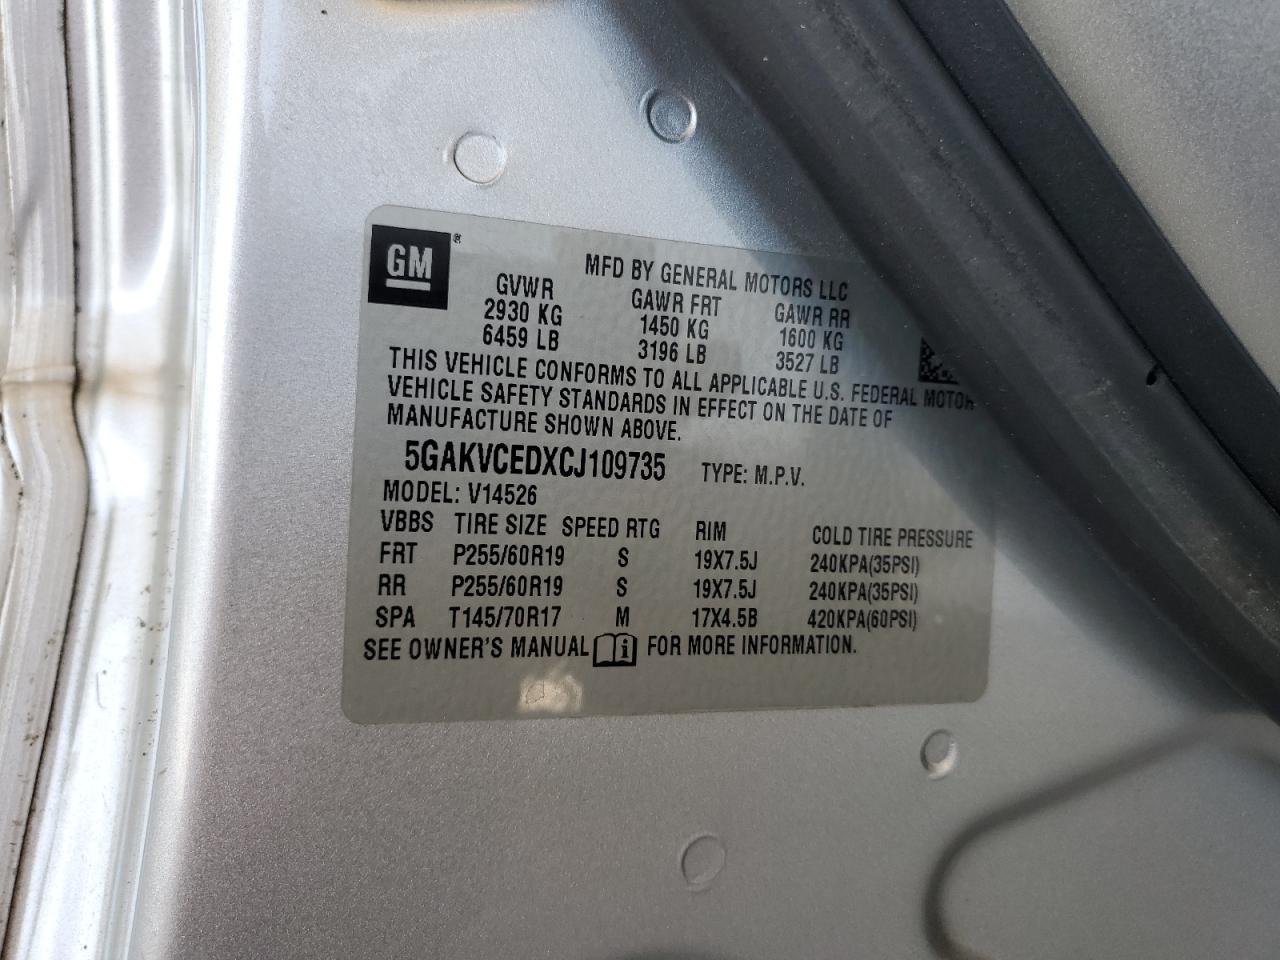 GM ®
MFD BY GENERAL MOTORS LLC
GVWR GAWR FRT GAWR RR
2930 KG 1450 KG 1600 KG
6459 LB 3196 LB 3527 LB
THIS VEHICLE CONFORMS TO ALL APPLICABLE U.S. FEDERAL MOTOR
VEHICLE SAFETY STANDARDS IN EFFECT ON THE DATE OF
MANUFACTURE SHOWN ABOVE.
5GAKVCEDXCJ109735 TYPE: M.P.V.
MODEL: V14526
VBBS TIRE SIZE SPEED RTG RIM COLD TIRE PRESSURE
FRT P255/60R19 S 19X7.5J 240KPA(35PSI)
RR P255/60R19 S 19X7.5J 240KPA(35PSI)
SPA T145/70R17 M 17X4.5B 420KPA(60PSI)
SEE OWNER'S MANUAL i FOR MORE INFORMATION.